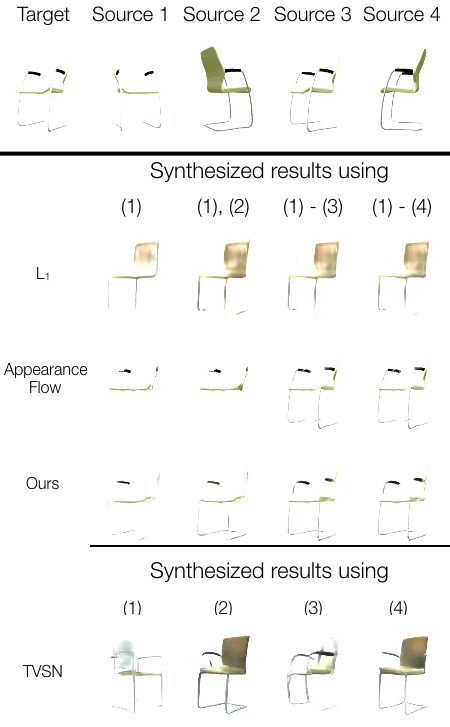 Target Source 1 Source 2 Source 3 Source 4
Synthesized results using
(1) (1), (2) (1) - (3) (1) - (4)
L₁
Appearance
Flow
Ours
Synthesized results using
(1) (2) (3) (4)
TVSN